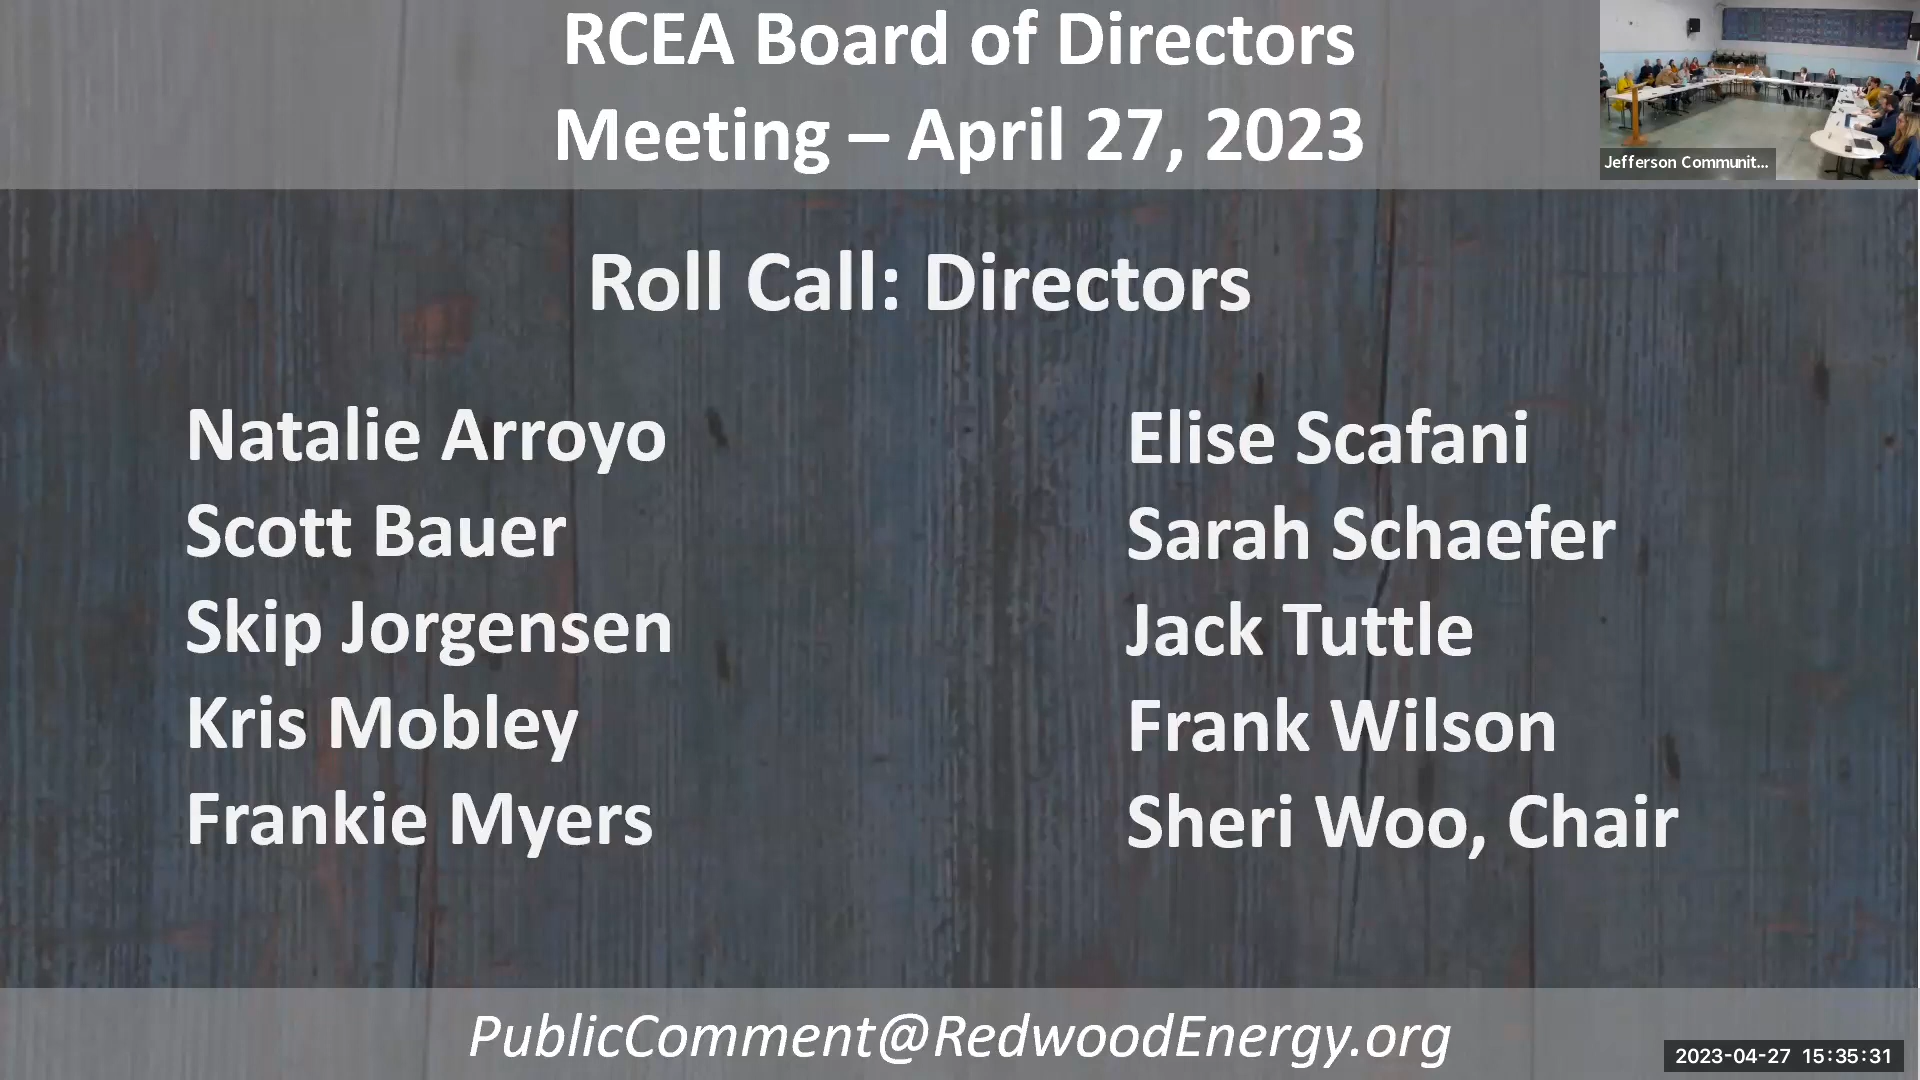 RCEA Board of Directors
Meeting – April 27, 2023
Jefferson Communit...
Roll Call: Directors
Natalie Arroyo
Scott Bauer
Skip Jorgensen
Kris Mobley
Frankie Myers
Elise Scafani
Sarah Schaefer
Jack Tuttle
Frank Wilson
Sheri Woo, Chair
PublicComment@RedwoodEnergy.org
2023-04-27 15:35:31